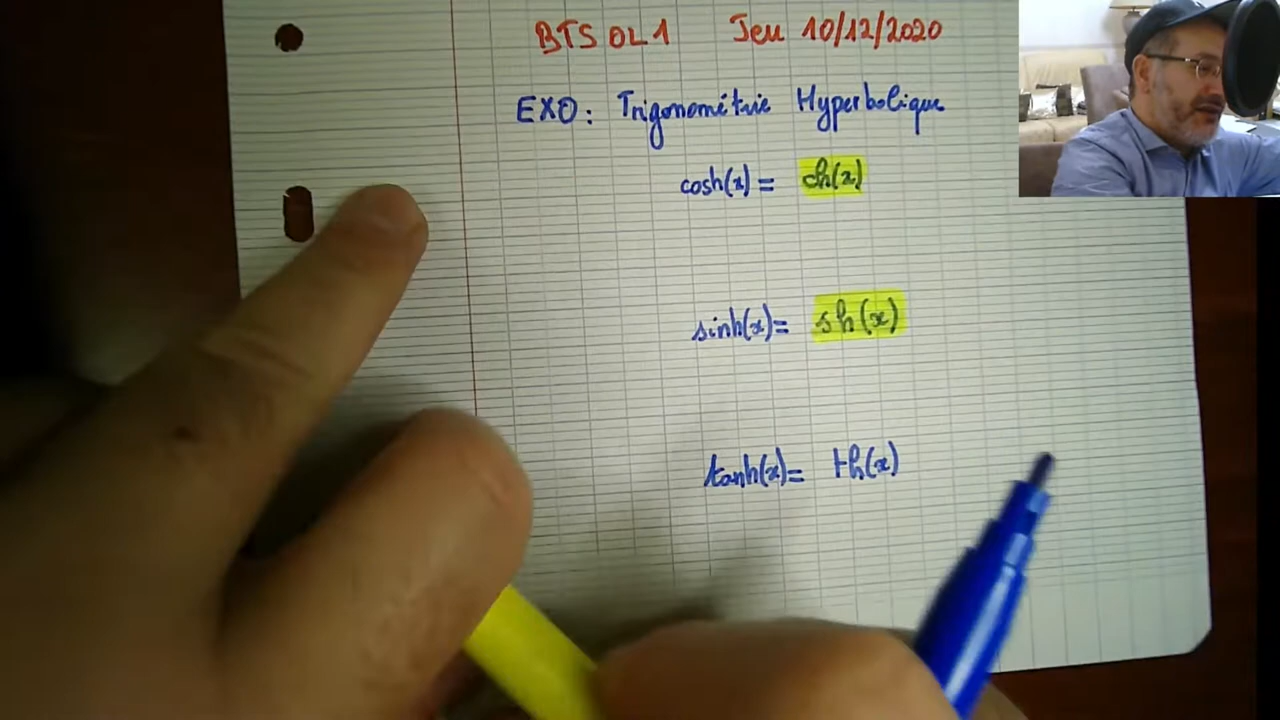 BTS OL1 Jeu 10/12/2020
EXO: Trigonométrie Hyperbolique
cosh(x) = ch(x)
sinh(x) = sh(x)
tanh(x) = th(x)